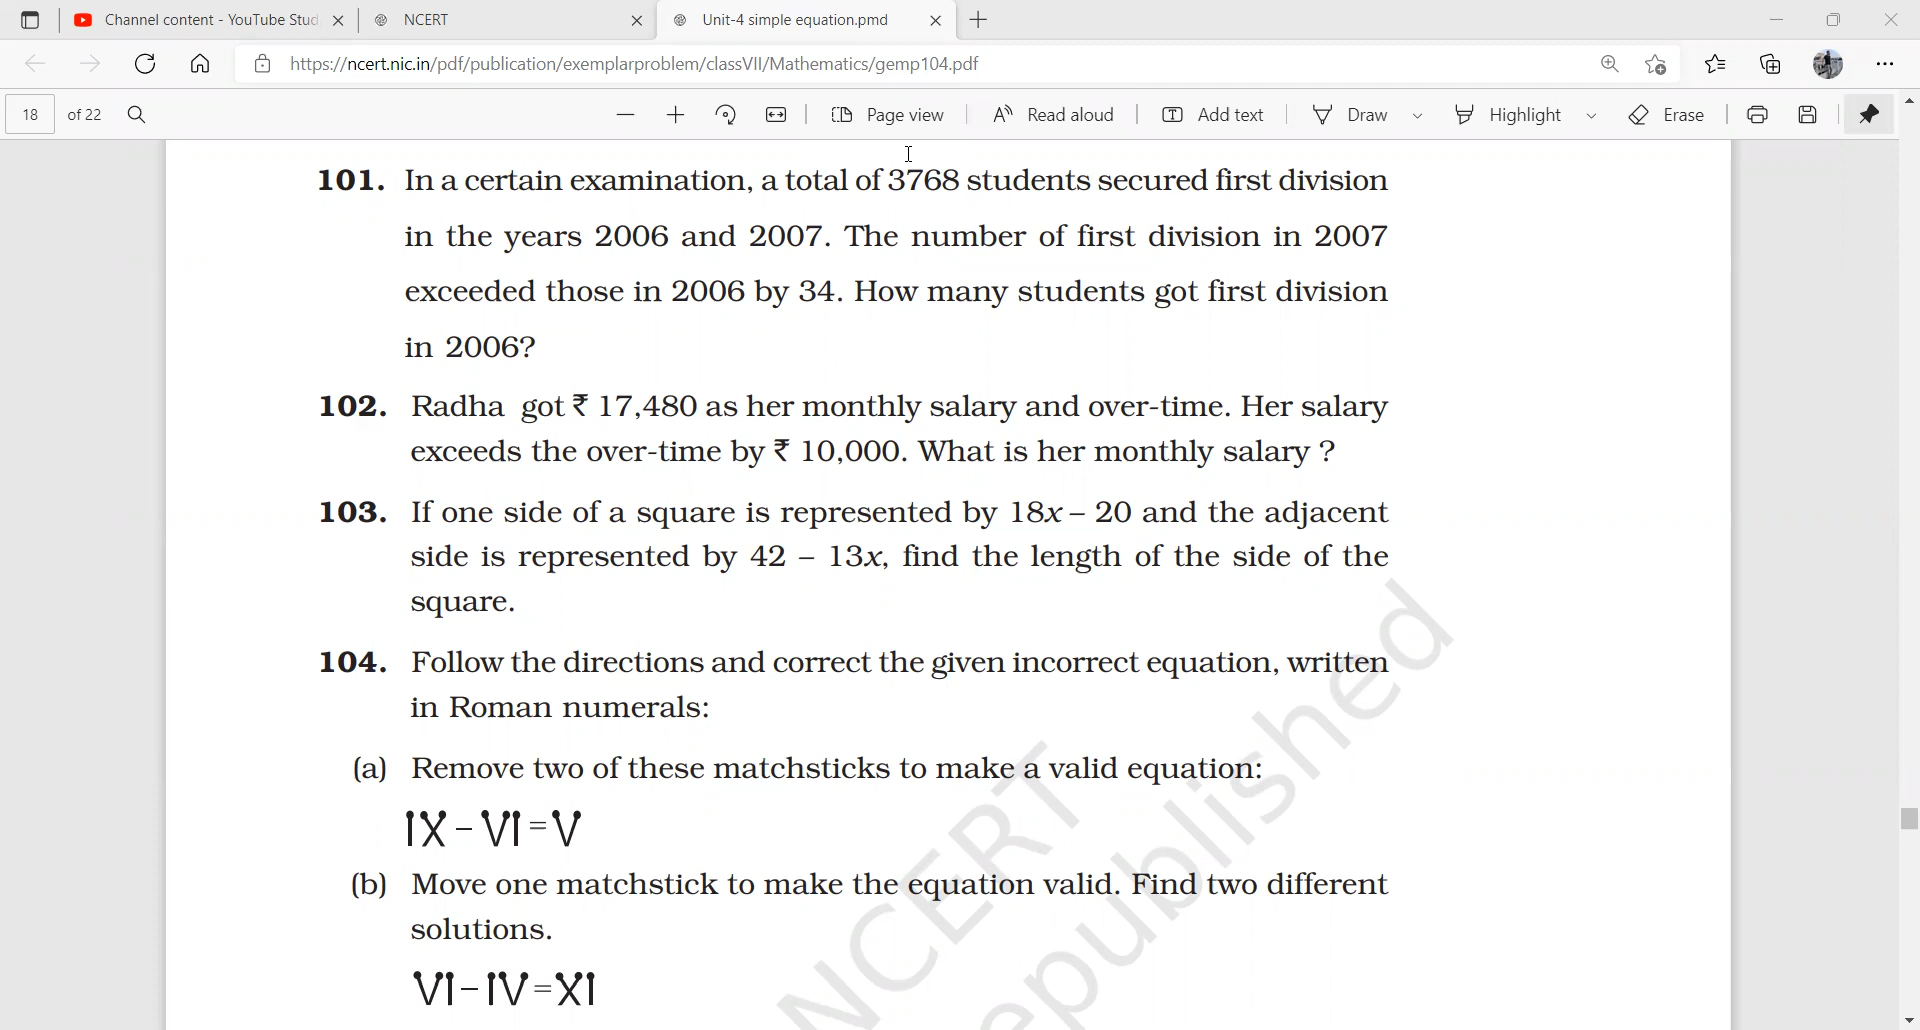 Channel content - YouTube Stud
NCERT
Unit-4 simple equation.pmd
https://ncert.nic.in/pdf/publication/exemplarproblem/classVII/Mathematics/gemp104.pdf
18 of 22
Page view
Read aloud
Add text
Draw
Highlight
Erase
101. In a certain examination, a total of 3768 students secured first division
in the years 2006 and 2007. The number of first division in 2007
exceeded those in 2006 by 34. How many students got first division
in 2006?
102. Radha got ₹ 17,480 as her monthly salary and over-time. Her salary
exceeds the over-time by ₹ 10,000. What is her monthly salary ?
103. If one side of a square is represented by 18x – 20 and the adjacent
side is represented by 42 – 13x, find the length of the side of the
square.
104. Follow the directions and correct the given incorrect equation, written
in Roman numerals:
(a) Remove two of these matchsticks to make a valid equation:
IX – VI = V
(b) Move one matchstick to make the equation valid. Find two different
solutions.
VI – IV = XI
NCERT
epublished